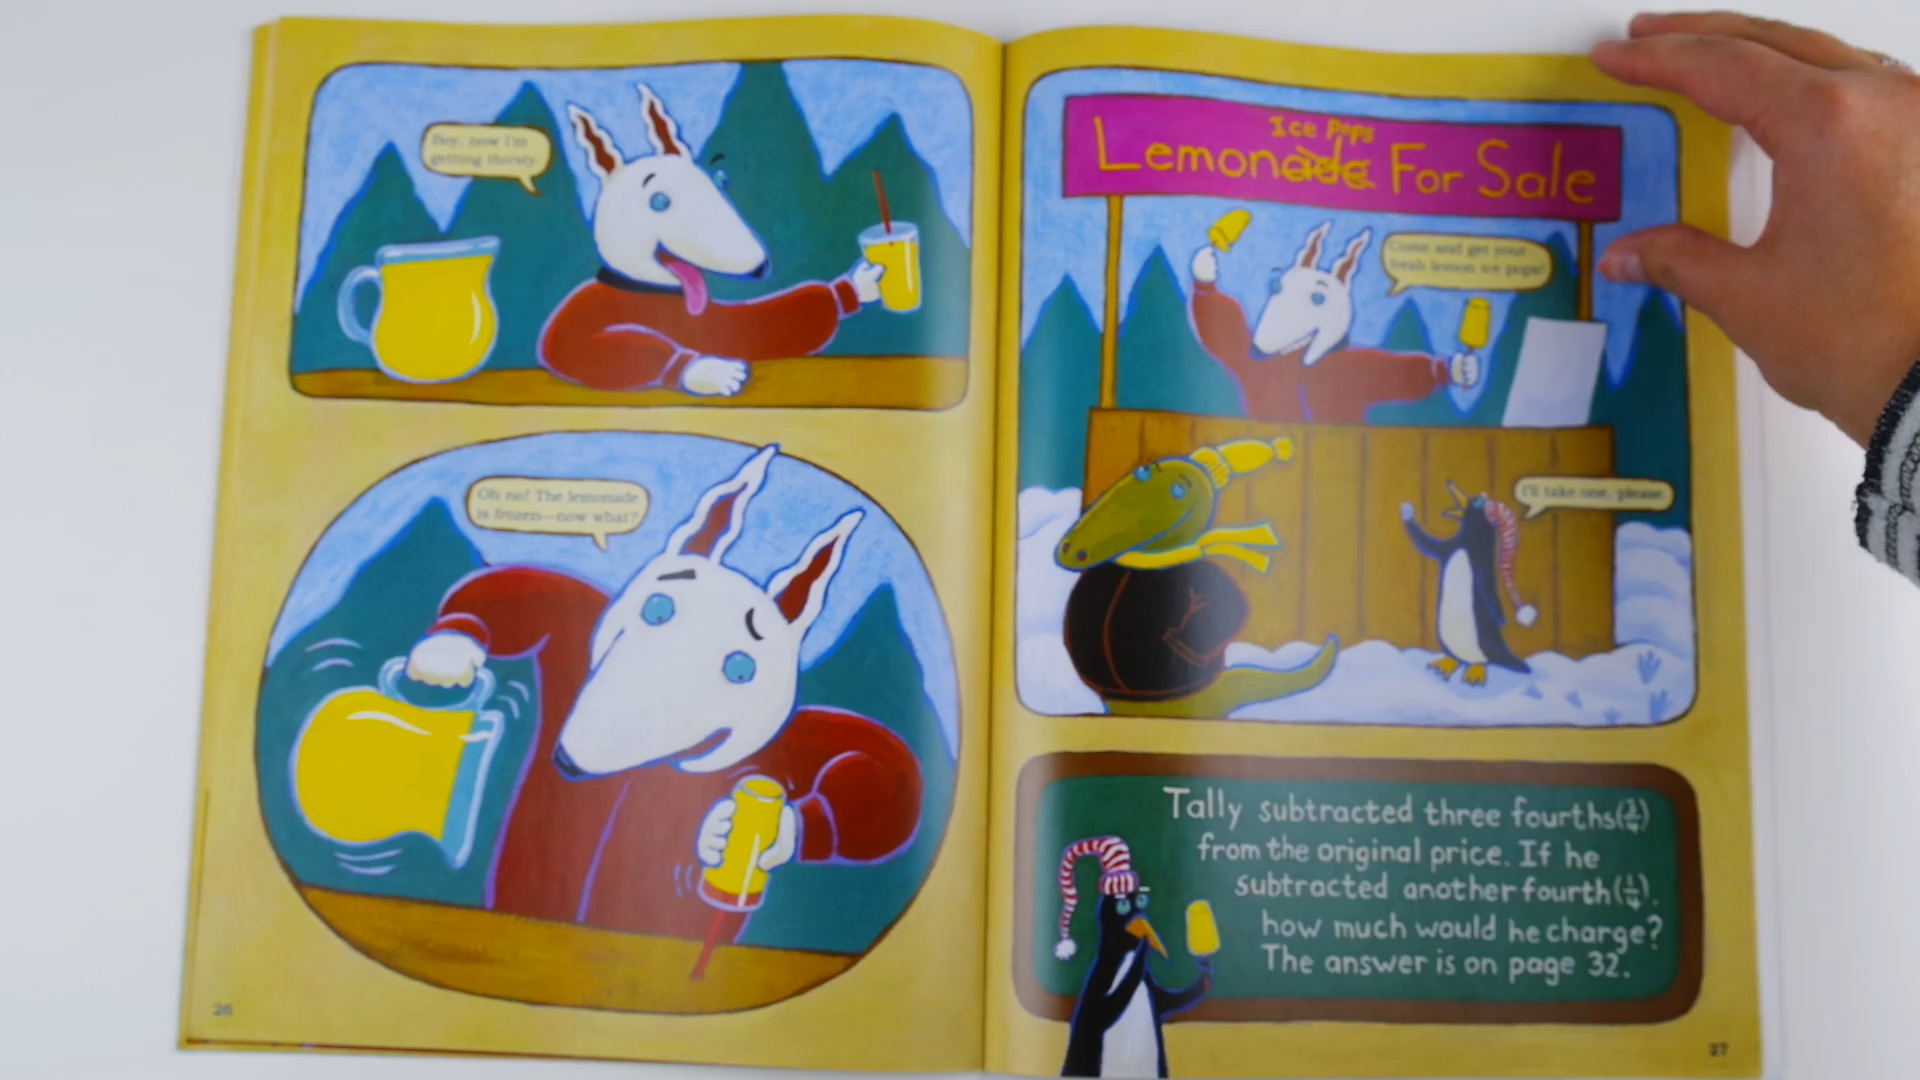 Boy, now I'm
getting thirsty.
Oh no! The lemonade
is frozen—now what?
26
Ice Pops
Lemonade For Sale
Come and get your
fresh lemon ice pops!
I'll take one, please.
Tally subtracted three fourths(3/4)
from the original price. If he
subtracted another fourth(1/4).
how much would he charge?
The answer is on page 32.
27